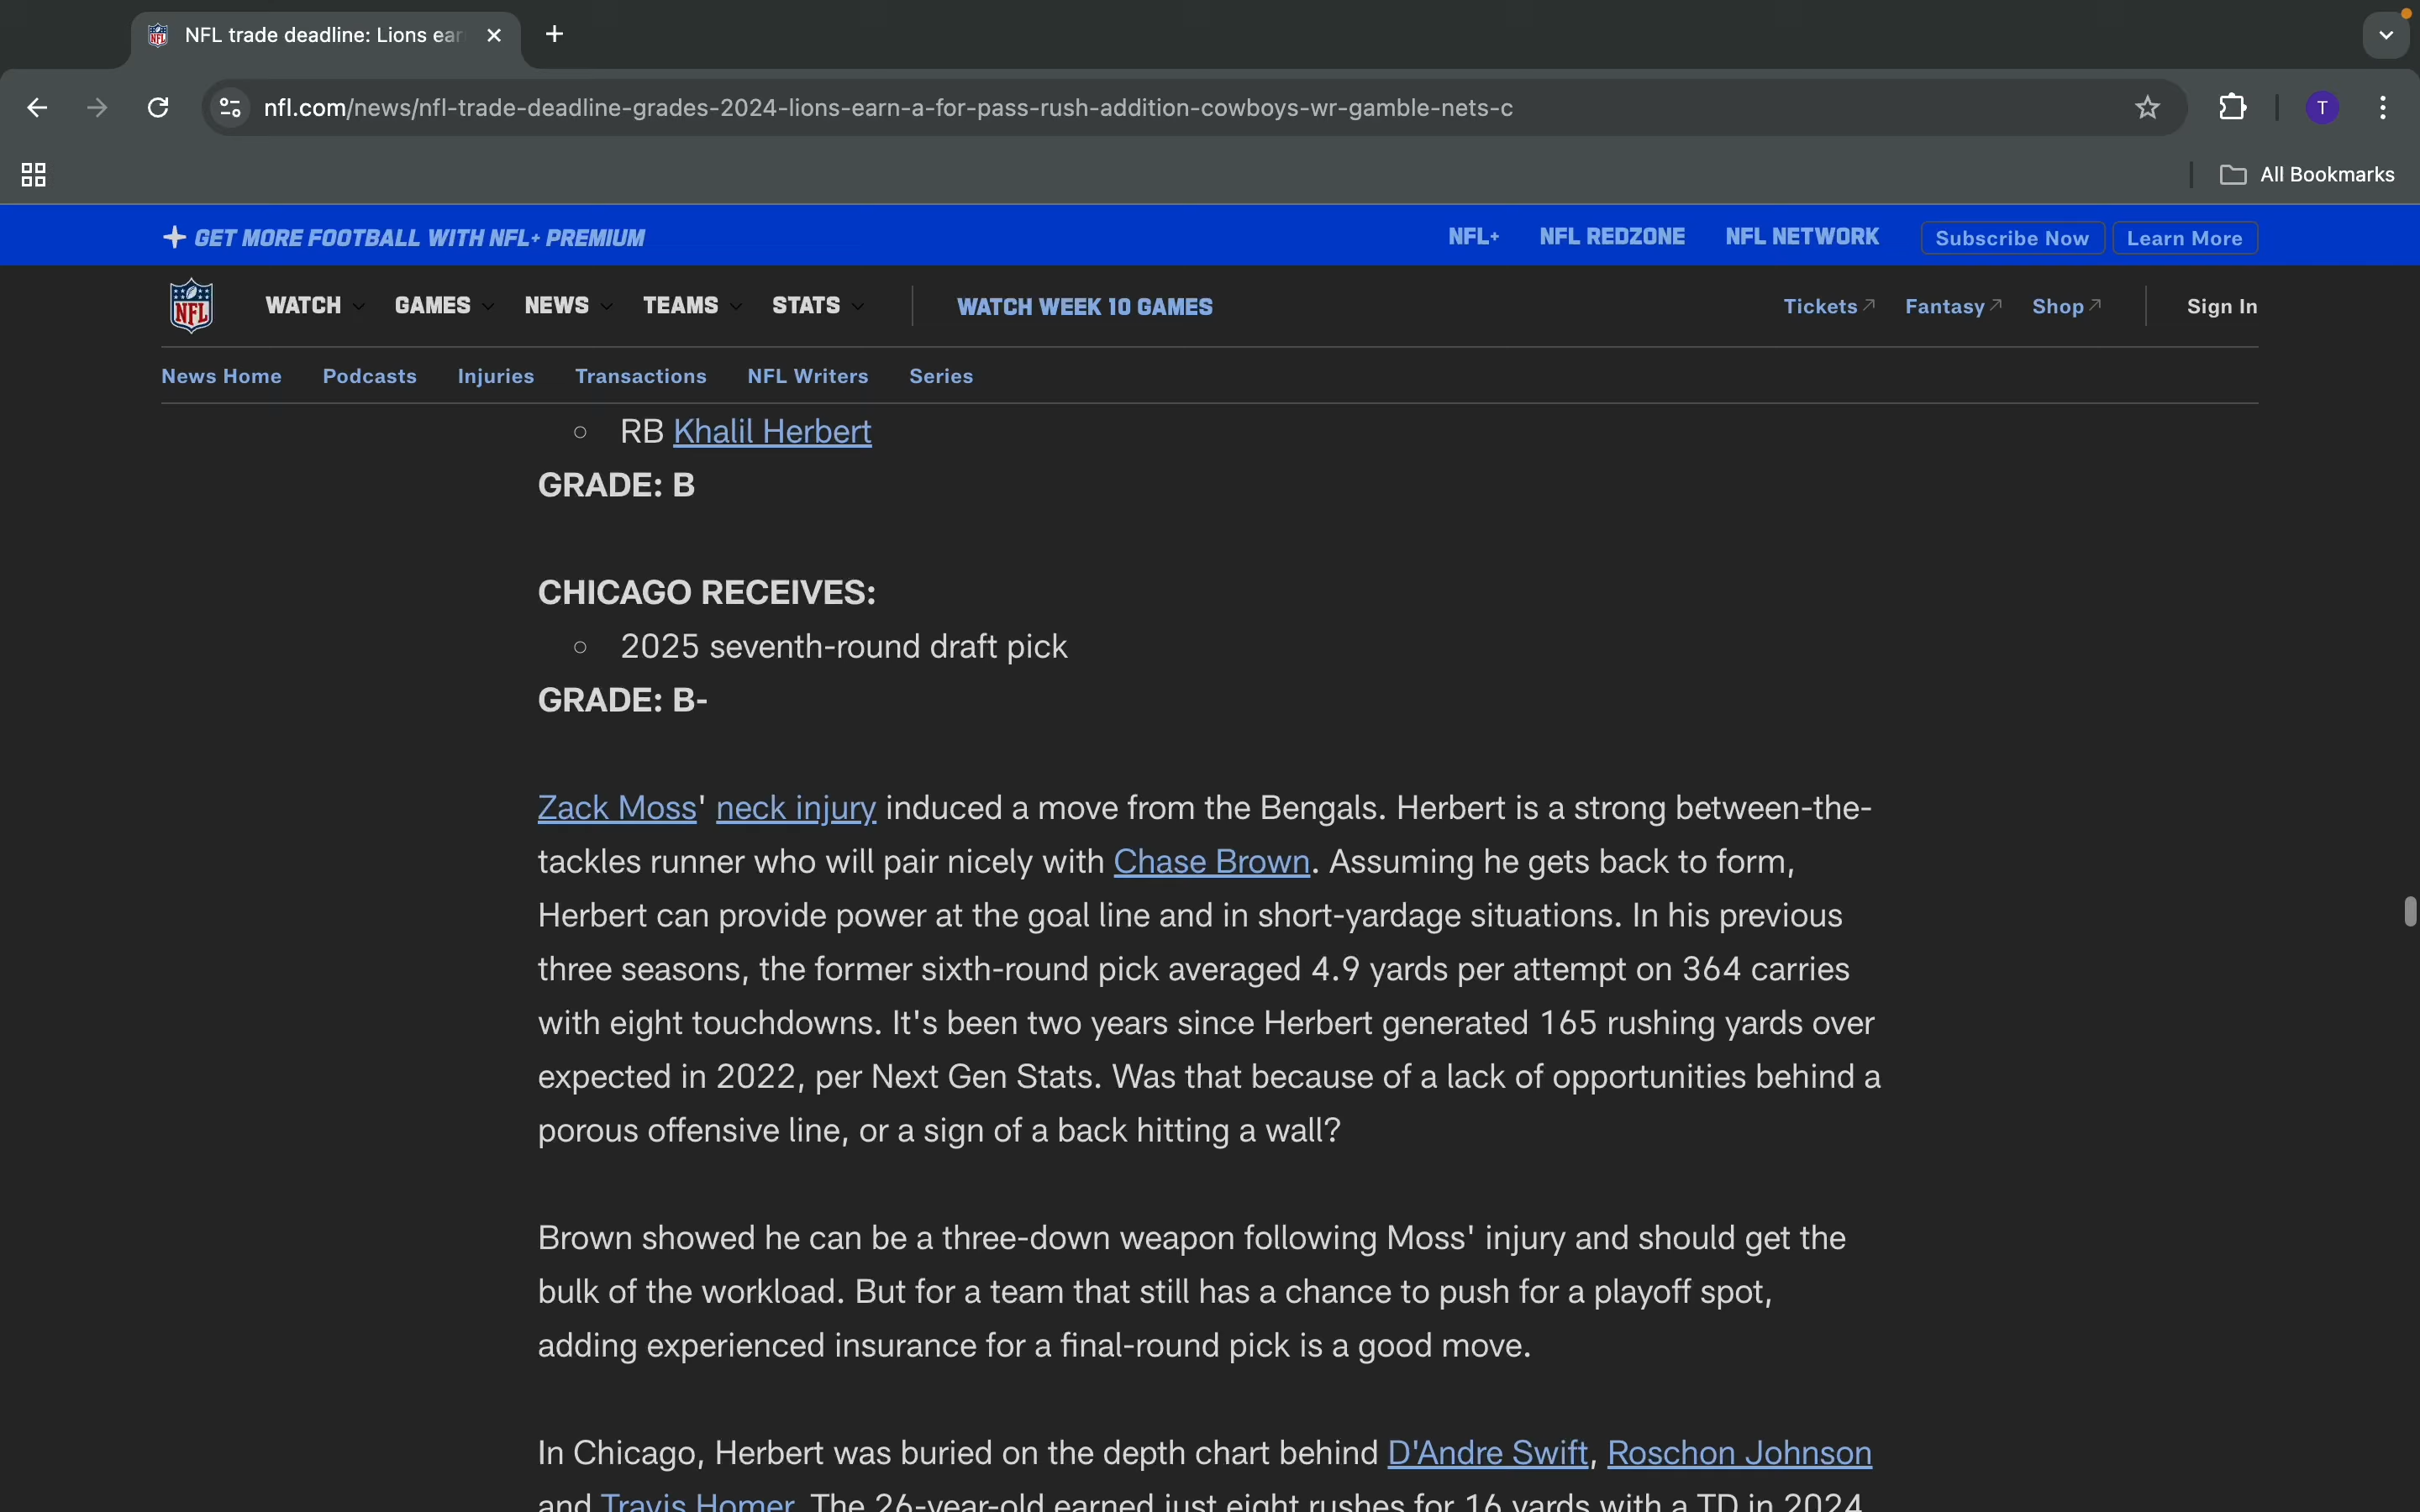 NFL trade deadline: Lions ear
nfl.com/news/nfl-trade-deadline-grades-2024-lions-earn-a-for-pass-rush-addition-cowboys-wr-gamble-nets-c
T
All Bookmarks
GET MORE FOOTBALL WITH NFL+ PREMIUM NFL+ NFL REDZONE NFL NETWORK Subscribe Now Learn More
NFL WATCH GAMES NEWS TEAMS STATS WATCH WEEK 10 GAMES Tickets Fantasy Shop Sign In
News Home Podcasts Injuries Transactions NFL Writers Series
RB Khalil Herbert
GRADE: B
CHICAGO RECEIVES:
2025 seventh-round draft pick
GRADE: B-
Zack Moss' neck injury induced a move from the Bengals. Herbert is a strong between-the-
tackles runner who will pair nicely with Chase Brown. Assuming he gets back to form,
Herbert can provide power at the goal line and in short-yardage situations. In his previous
three seasons, the former sixth-round pick averaged 4.9 yards per attempt on 364 carries
with eight touchdowns. It's been two years since Herbert generated 165 rushing yards over
expected in 2022, per Next Gen Stats. Was that because of a lack of opportunities behind a
porous offensive line, or a sign of a back hitting a wall?
Brown showed he can be a three-down weapon following Moss' injury and should get the
bulk of the workload. But for a team that still has a chance to push for a playoff spot,
adding experienced insurance for a final-round pick is a good move.
In Chicago, Herbert was buried on the depth chart behind D'Andre Swift, Roschon Johnson
and Travis Homer. The 26-year-old earned just eight rushes for 16 yards with a TD in 2024.